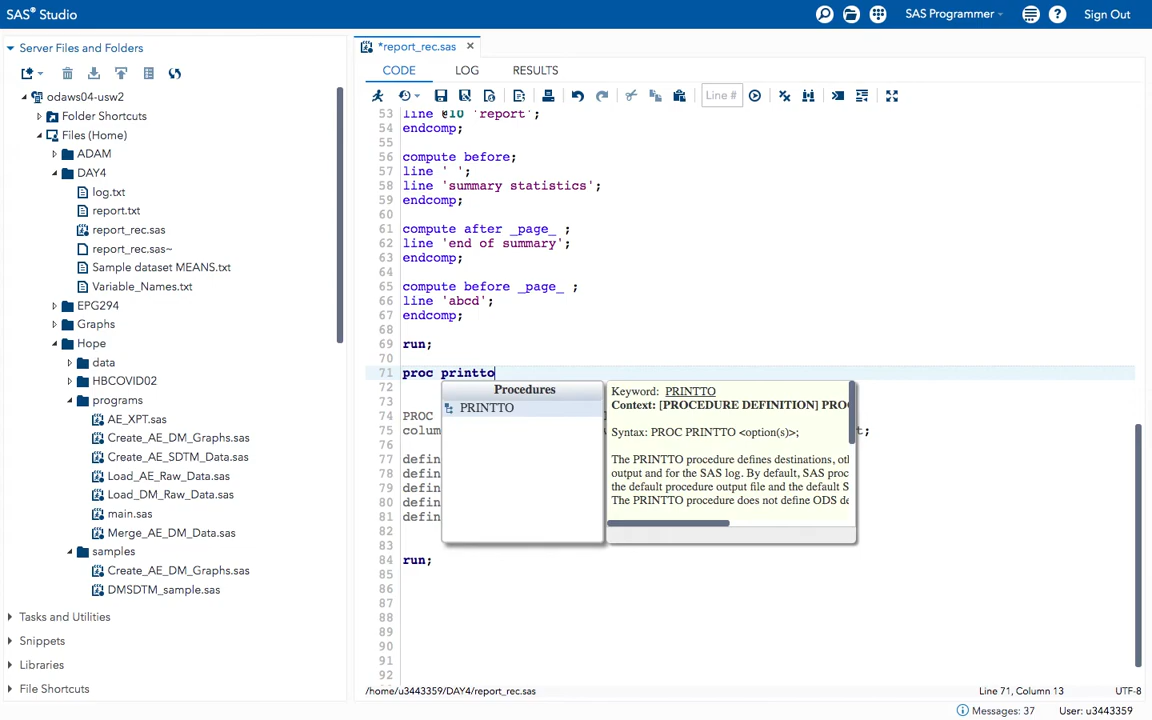 SAS® Studio
SAS Programmer
Sign Out
Server Files and Folders
odaws04-usw2
Folder Shortcuts
Files (Home)
ADAM
DAY4
log.txt
report.txt
report_rec.sas
report_rec.sas~
Sample dataset MEANS.txt
Variable_Names.txt
EPG294
Graphs
Hope
data
HBCOVID02
programs
AE_XPT.sas
Create_AE_DM_Graphs.sas
Create_AE_SDTM_Data.sas
Load_AE_Raw_Data.sas
Load_DM_Raw_Data.sas
main.sas
Merge_AE_DM_Data.sas
samples
Create_AE_DM_Graphs.sas
DMSDTM_sample.sas
Tasks and Utilities
Snippets
Libraries
File Shortcuts
*report_rec.sas
CODE LOG RESULTS
Line #
53 line @10 'report';
54 endcomp;
55
56 compute before;
57 line ' ';
58 line 'summary statistics';
59 endcomp;
60
61 compute after _page_ ;
62 line 'end of summary';
63 endcomp;
64
65 compute before _page_ ;
66 line 'abcd';
67 endcomp;
68
69 run;
70
71 proc printto
72
73
74 PROC
75 colum t;
76
77 defin
78 defin
79 defin
80 defin
81 defin
82
83
84 run;
85
86
87
88
89
90
91
92
Procedures
PRINTTO
Keyword: PRINTTO
Context: [PROCEDURE DEFINITION] PROC
Syntax: PROC PRINTTO <option(s)>;
The PRINTTO procedure defines destinations, oth
output and for the SAS log. By default, SAS proc
the default procedure output file and the default S
The PRINTTO procedure does not define ODS de
/home/u3443359/DAY4/report_rec.sas
Line 71, Column 13
UTF-8
Messages: 37
User: u3443359